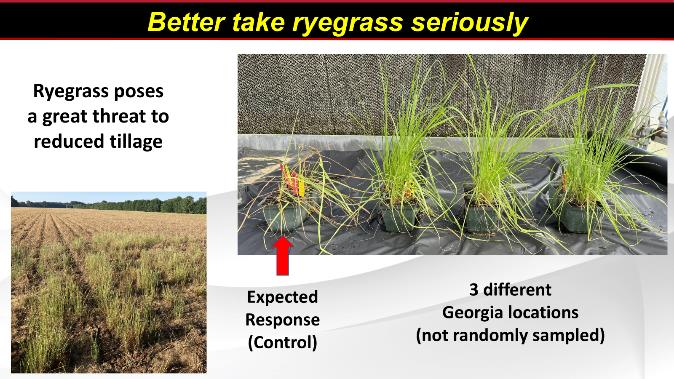 Better take ryegrass seriously
Ryegrass poses
a great threat to
reduced tillage
Expected
Response
(Control)
3 different
Georgia locations
(not randomly sampled)